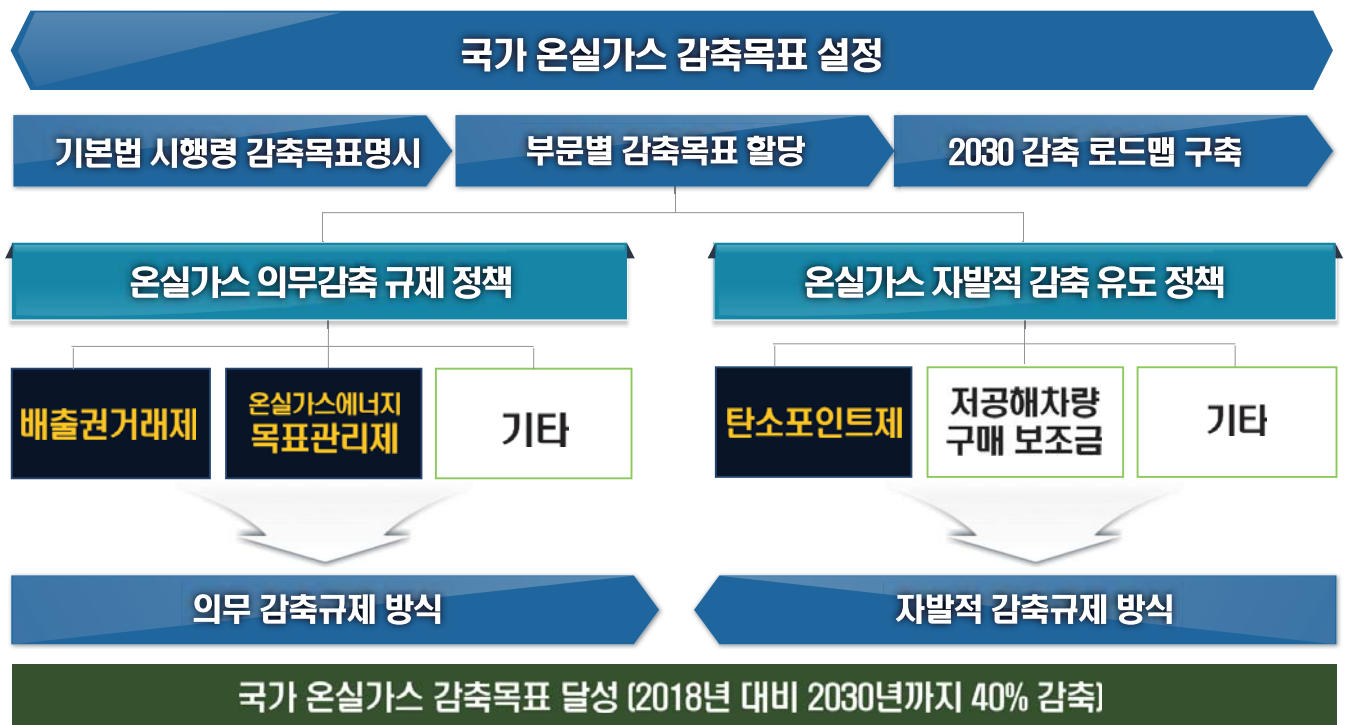 국가 온실가스 감축목표 설정
기본법 시행령 감축목표명시
부문별 감축목표 할당
2030 감축 로드맵 구축
온실가스 의무감축 규제 정책
온실가스 자발적 감축 유도 정책
배출권거래제
온실가스에너지
목표관리제
기타
탄소포인트제
저공해차량
구매 보조금
기타
의무 감축규제 방식
자발적 감축규제 방식
국가 온실가스 감축목표 달성 (2018년 대비 2030년까지 40% 감축)